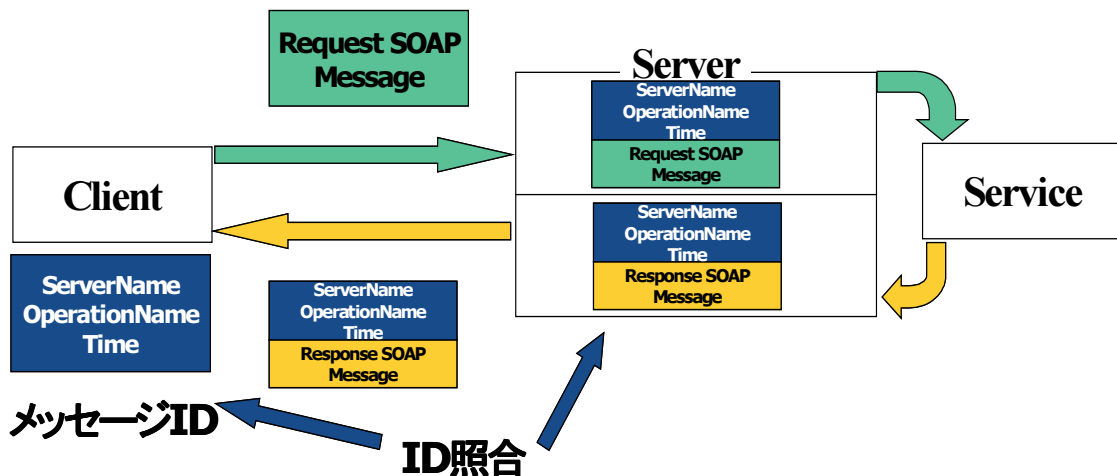 Request SOAP
Message
Server
ServerName
OperationName
Time
Request SOAP
Message
Client
Service
ServerName
OperationName
Time
Response SOAP
Message
ServerName
OperationName
Time
ServerName
OperationName
Time
Response SOAP
Message
メッセージID
ID照合